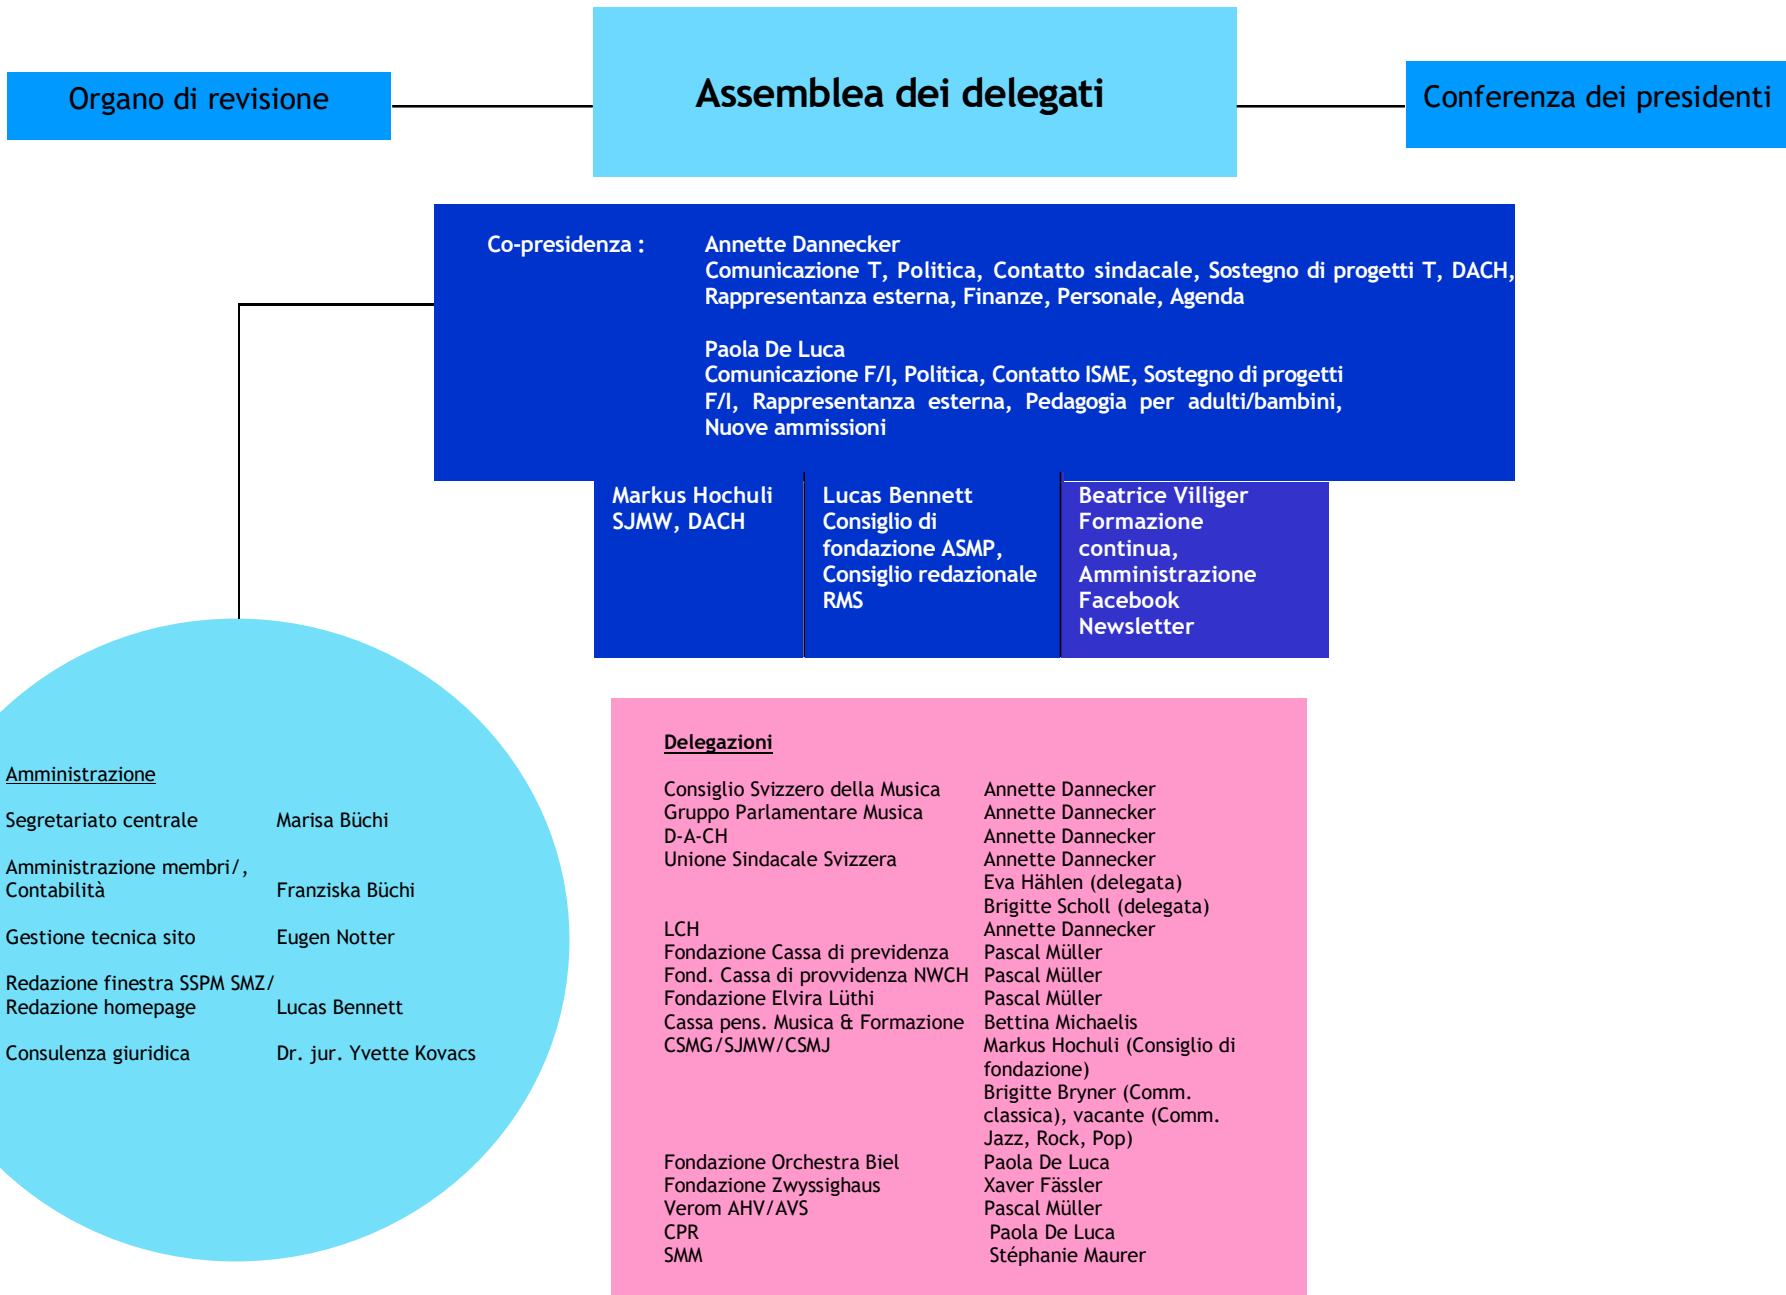 Organo di revisione
Assemblea dei delegati
Conferenza dei presidenti
Co-presidenza : Annette Dannecker
Comunicazione T, Politica, Contatto sindacale, Sostegno di progetti T, DACH,
Rappresentanza esterna, Finanze, Personale, Agenda
Paola De Luca
Comunicazione F/I, Politica, Contatto ISME, Sostegno di progetti
F/I, Rappresentanza esterna, Pedagogia per adulti/bambini,
Nuove ammissioni
Markus Hochuli
SJMW, DACH
Lucas Bennett
Consiglio di
fondazione ASMP,
Consiglio redazionale
RMS
Beatrice Villiger
Formazione
continua,
Amministrazione
Facebook
Newsletter
Amministrazione
Segretariato centrale Marisa Büchi
Amministrazione membri/,
Contabilità Franziska Büchi
Gestione tecnica sito Eugen Notter
Redazione finestra SSPM SMZ/
Redazione homepage Lucas Bennett
Consulenza giuridica Dr. jur. Yvette Kovacs
Delegazioni
Consiglio Svizzero della Musica Annette Dannecker
Gruppo Parlamentare Musica Annette Dannecker
D-A-CH Annette Dannecker
Unione Sindacale Svizzera Annette Dannecker
Eva Hählen (delegata)
Brigitte Scholl (delegata)
LCH Annette Dannecker
Fondazione Cassa di previdenza Pascal Müller
Fond. Cassa di provvidenza NWCH Pascal Müller
Fondazione Elvira Lüthi Pascal Müller
Cassa pens. Musica & Formazione Bettina Michaelis
CSMG/SJMW/CSMJ Markus Hochuli (Consiglio di
fondazione)
Brigitte Bryner (Comm.
classica), vacante (Comm.
Jazz, Rock, Pop)
Fondazione Orchestra Biel Paola De Luca
Fondazione Zwyssighaus Xaver Fässler
Verom AHV/AVS Pascal Müller
CPR Paola De Luca
SMM Stéphanie Maurer